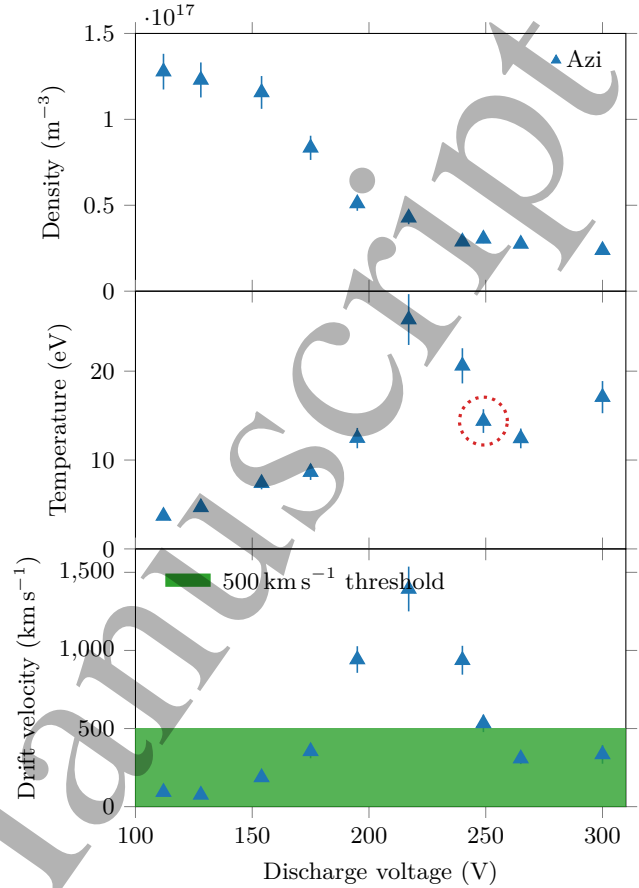 ·10^17
1.5
1
0.5
0
Density (m^−3)
Azi
20
10
0
Temperature (eV)
1,500
1,000
500
0
Drift velocity (km s^−1)
500 km s^−1 threshold
100 150 200 250 300
Discharge voltage (V)
anuscript